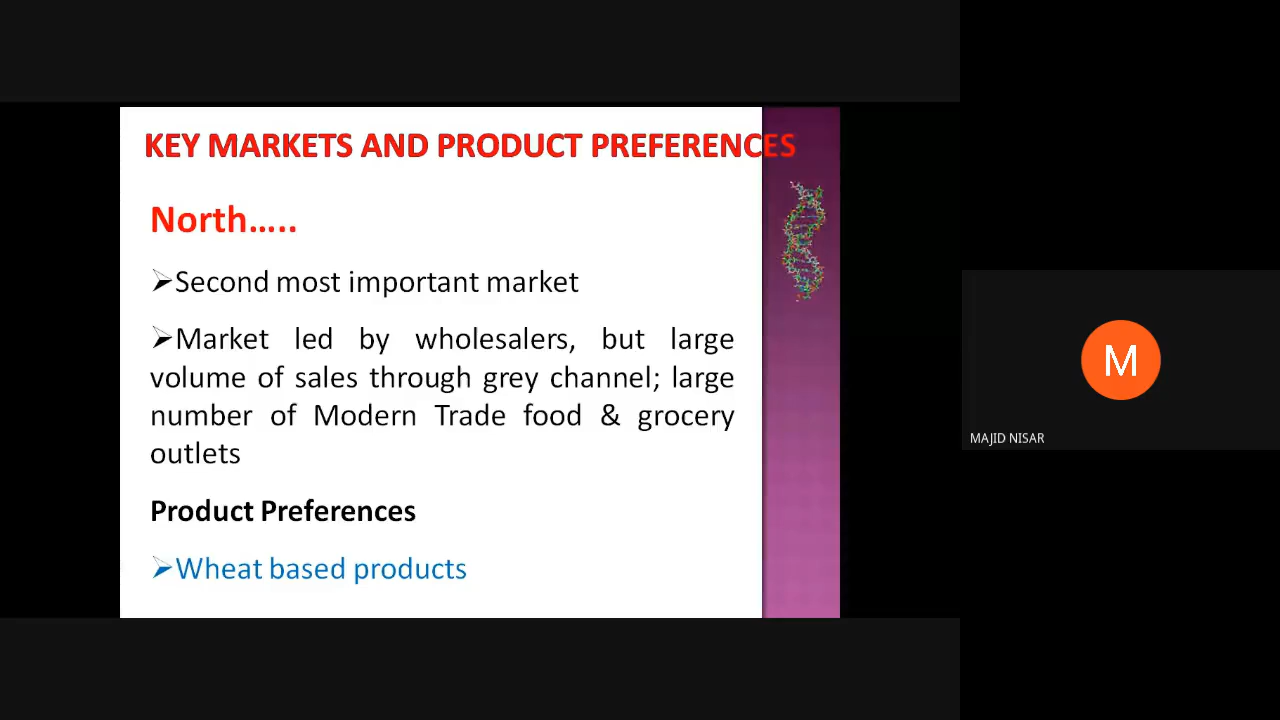 KEY MARKETS AND PRODUCT PREFERENCES
North…..
➢Second most important market
➢Market led by wholesalers, but large
volume of sales through grey channel; large
number of Modern Trade food & grocery
outlets
Product Preferences
➢Wheat based products
M
MAJID NISAR